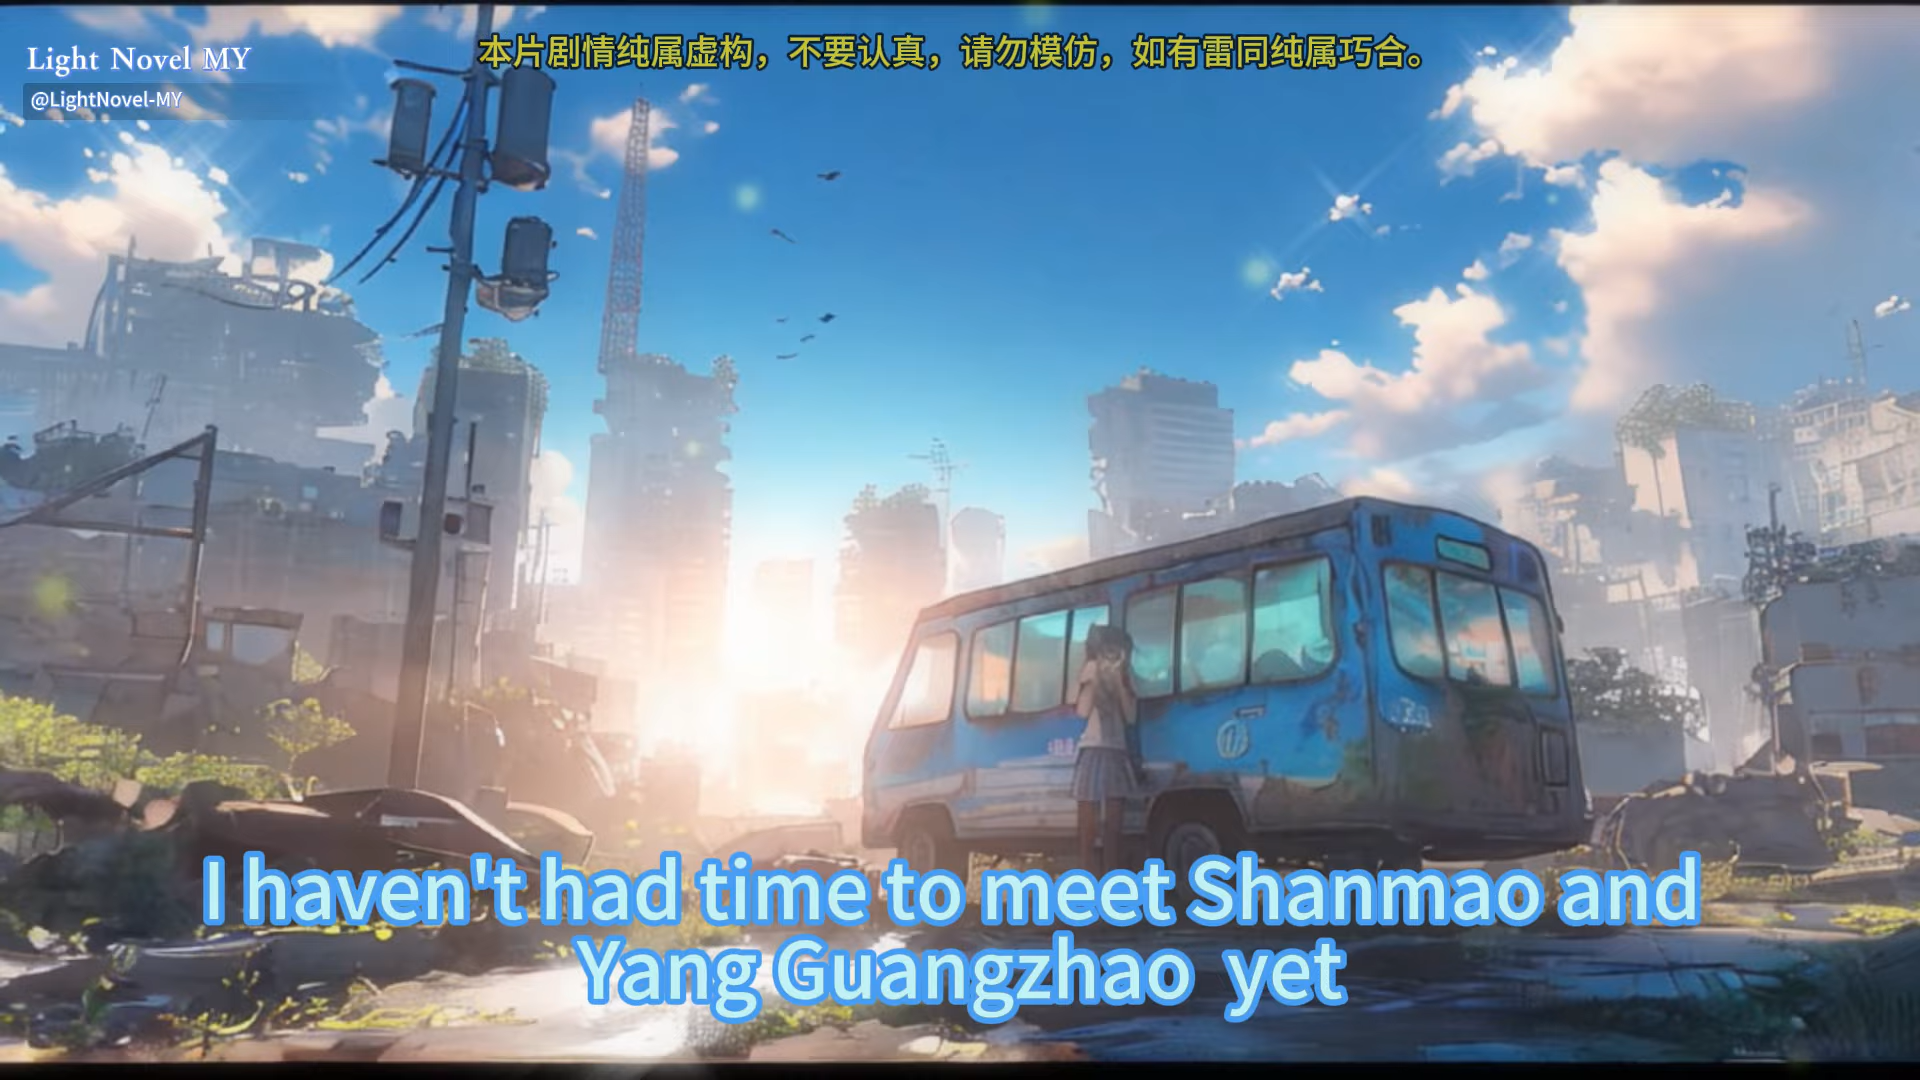 Light Novel MY
@LightNovel-MY
本片剧情纯属虚构，不要认真，请勿模仿，如有雷同纯属巧合。
I haven't had time to meet Shanmao and
Yang Guangzhao yet